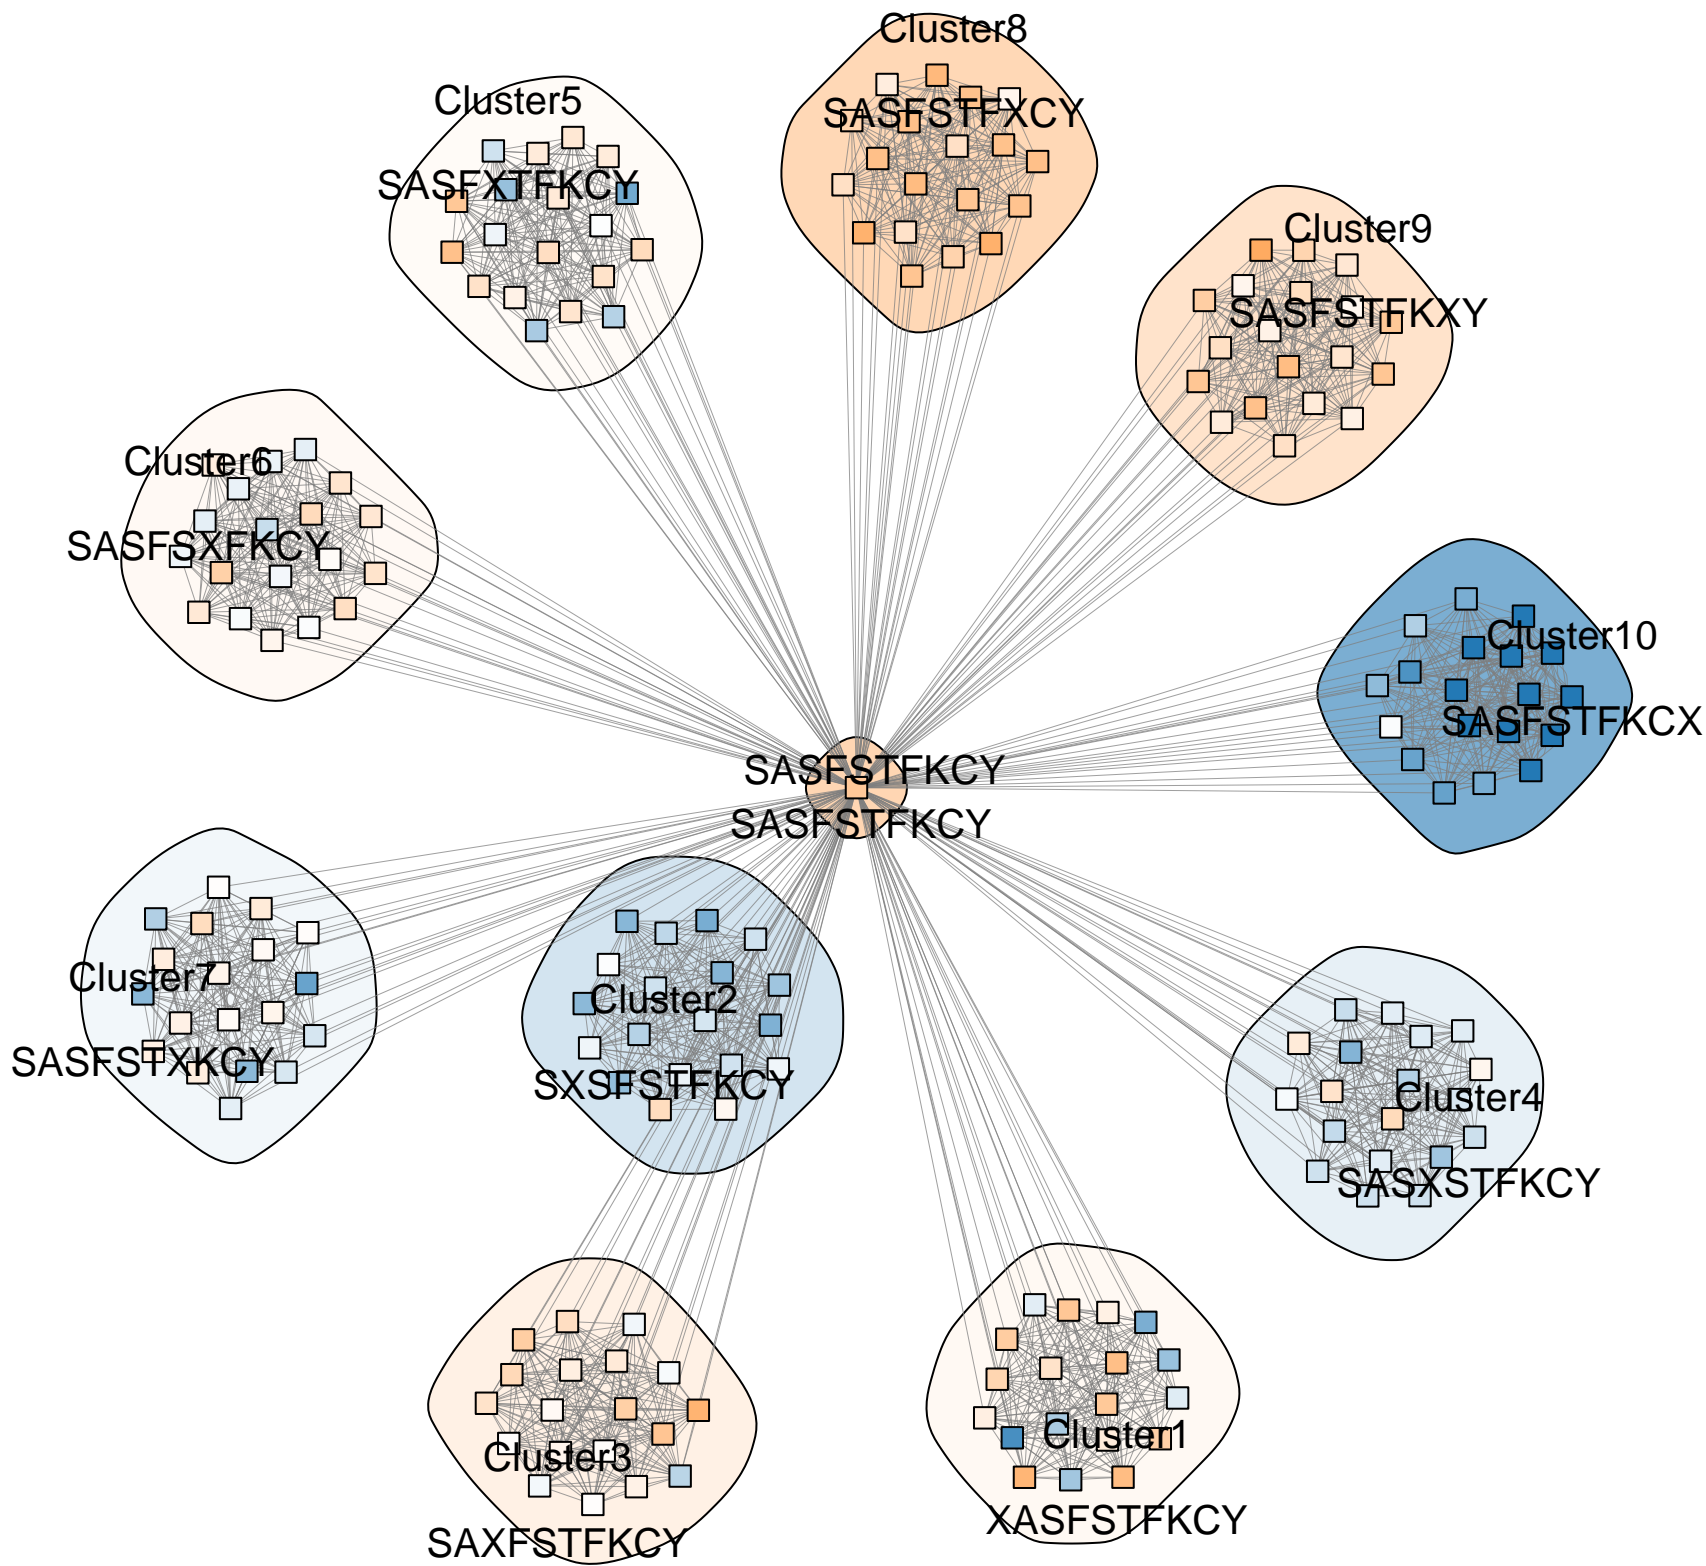 Cluster8
SASFSTFXCY
Cluster5
SASFXTFKCY
Cluster9
SASFSTFKXY
Cluster6
SASFSXFKCY
Cluster10
SASFSTFKCX
SASFSTFKCY
SASFSTFKCY
Cluster7
SASFSTXKCY
Cluster2
SXSFSTFKCY
Cluster4
SASXSTFKCY
Cluster3
SAXFSTFKCY
Cluster1
XASFSTFKCY